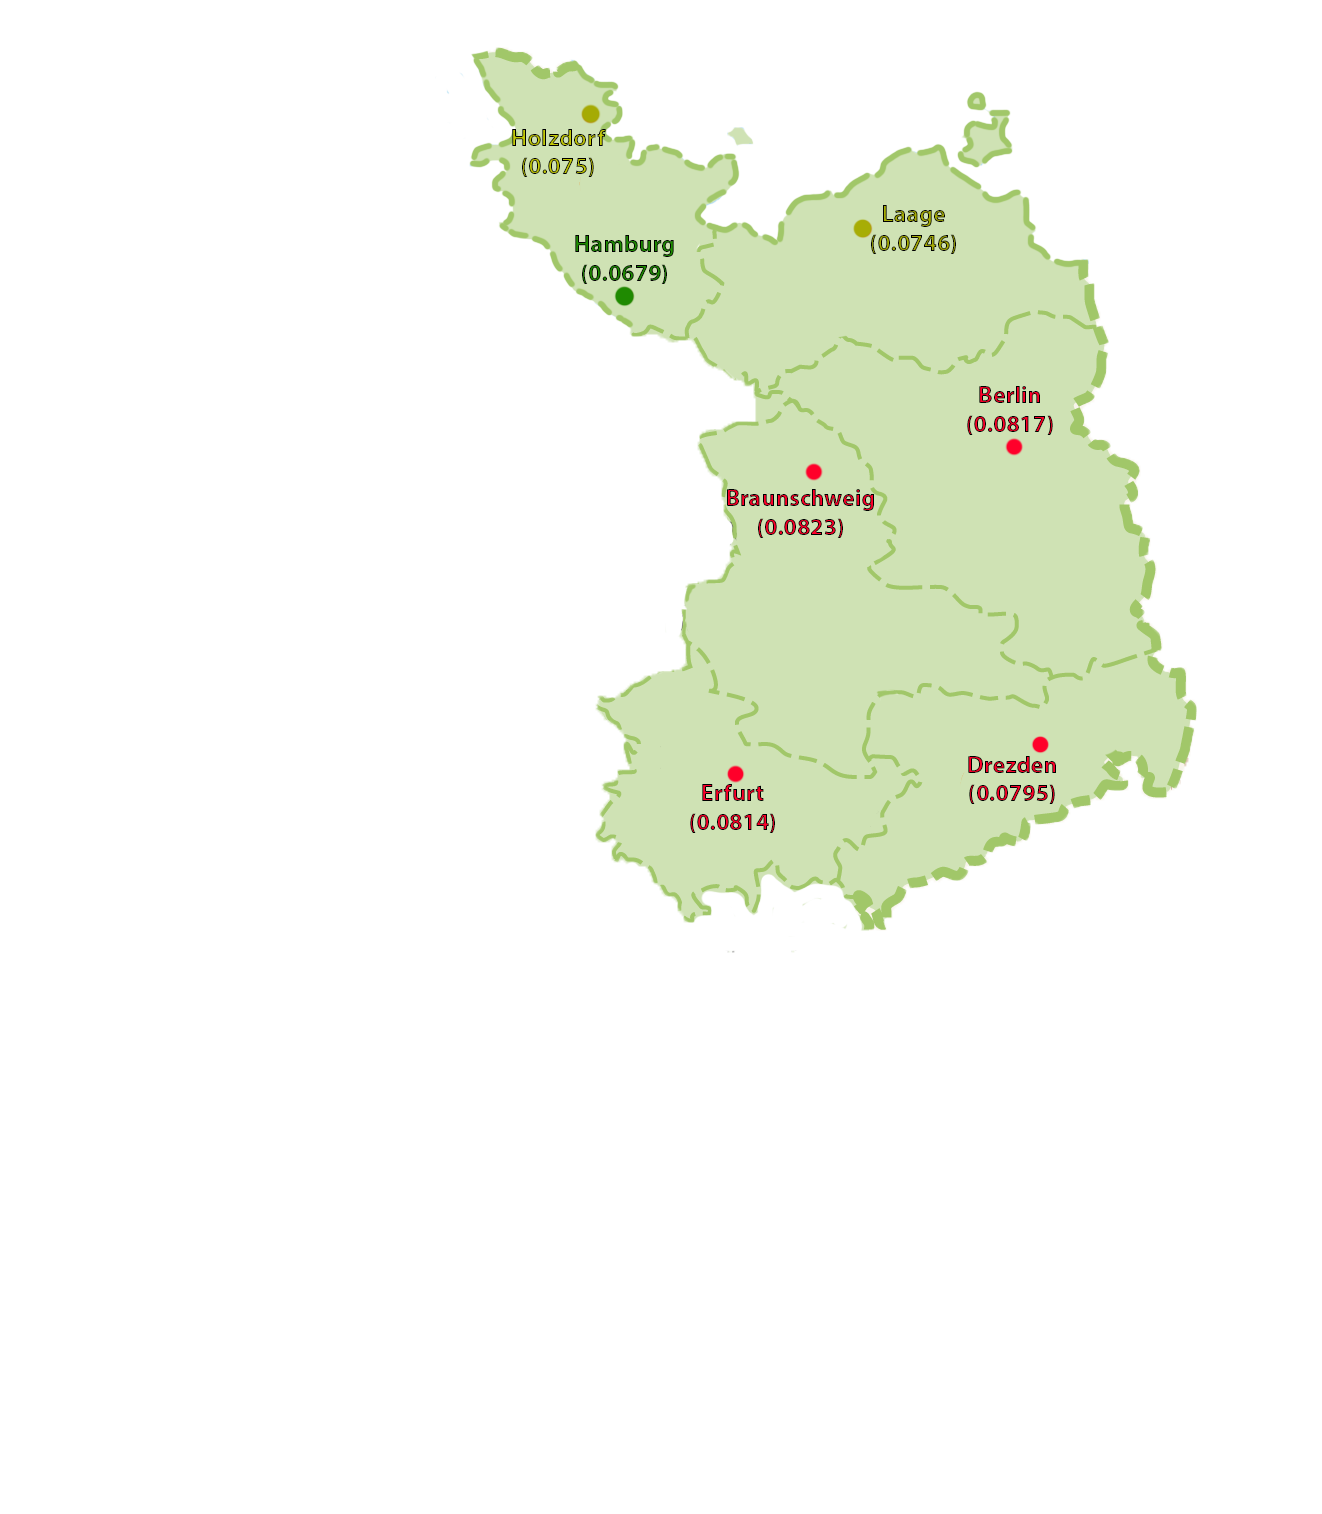 Holzdorf
(0.075)
Laage
(0.0746)
Hamburg
(0.0679)
Berlin
(0.0817)
Braunschweig
(0.0823)
Drezden
(0.0795)
Erfurt
(0.0814)